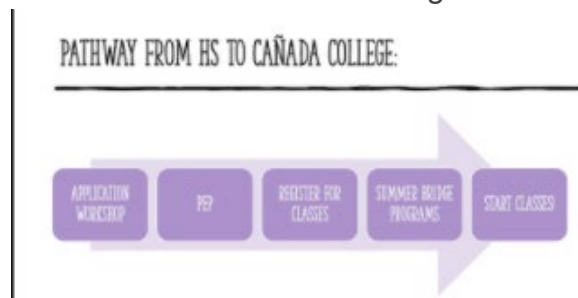 PATHWAY FROM HS TO CAÑADA COLLEGE:
APPLICATION
WORKSHOP
PEP
REGISTER FOR
CLASSES
SUMMER BRIDGE
PROGRAMS
START CLASSES